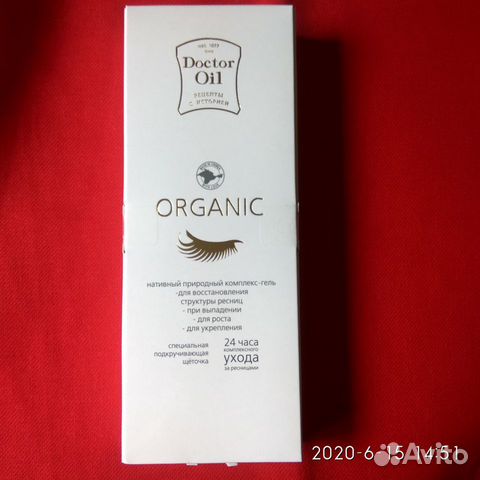 Doctor
Oil
РЕЦЕПТЫ
С ИСТОРИЕЙ
ORGANIC
нативный природный комплекс-гель
-для восстановления
структуры ресниц
- при выпадении
- для роста
- для укрепления
специальная
подкручивающая
щёточка
24 часа
комплексного
ухода
за ресницами
2020-6-15 14:51
Avito